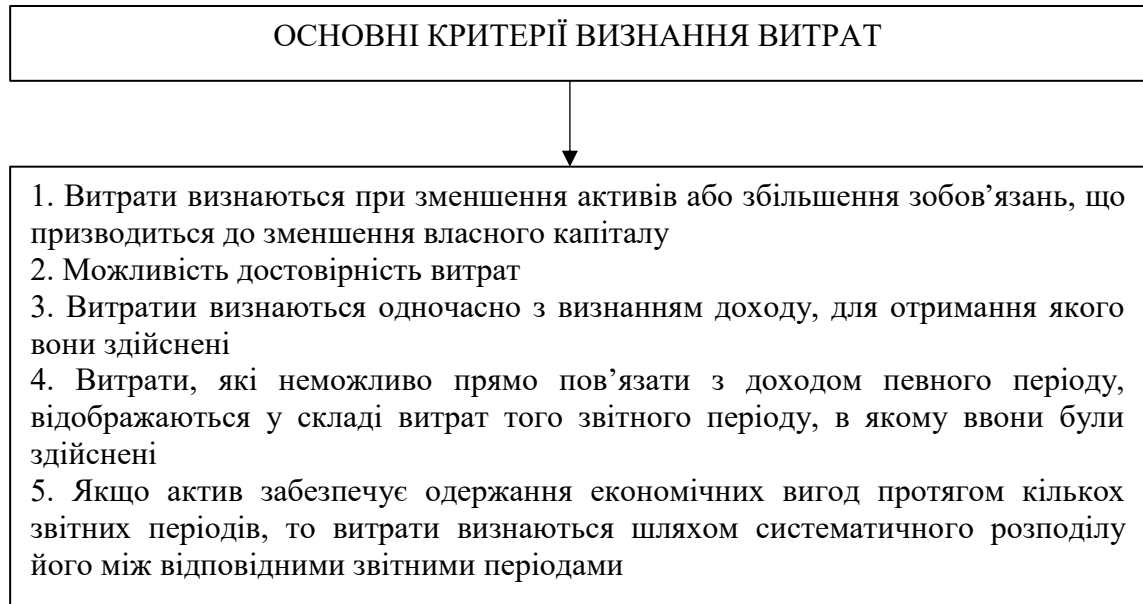 ОСНОВНІ КРИТЕРІЇ ВИЗНАННЯ ВИТРАТ
1. Витрати визнаються при зменшення активів або збільшення зобов’язань, що
призводиться до зменшення власного капіталу
2. Можливість достовірність витрат
3. Витратии визнаються одночасно з визнанням доходу, для отримання якого
вони здійснені
4. Витрати, які неможливо прямо пов’язати з доходом певного періоду,
відображаються у складі витрат того звітного періоду, в якому ввони були
здійснені
5. Якщо актив забезпечує одержання економічних вигод протягом кількох
звітних періодів, то витрати визнаються шляхом систематичного розподілу
його між відповідними звітними періодами